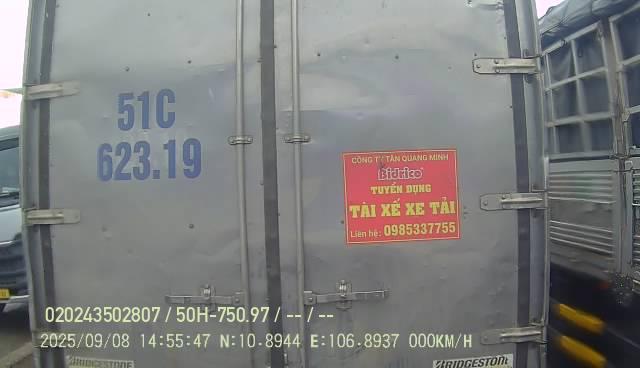 51C
623.19
CÔNG TY TÂN QUANG MINH
Bidrico
TUYỂN DỤNG
TÀI XẾ XE TẢI
Liên hệ: 0985337755
020243502807 / 50H-750.97 / -- / --
2025/09/08 14:55:47 N:10.8944 E:106.8937 000KM/H
BRIDGESTONE
BRIDGESTONE